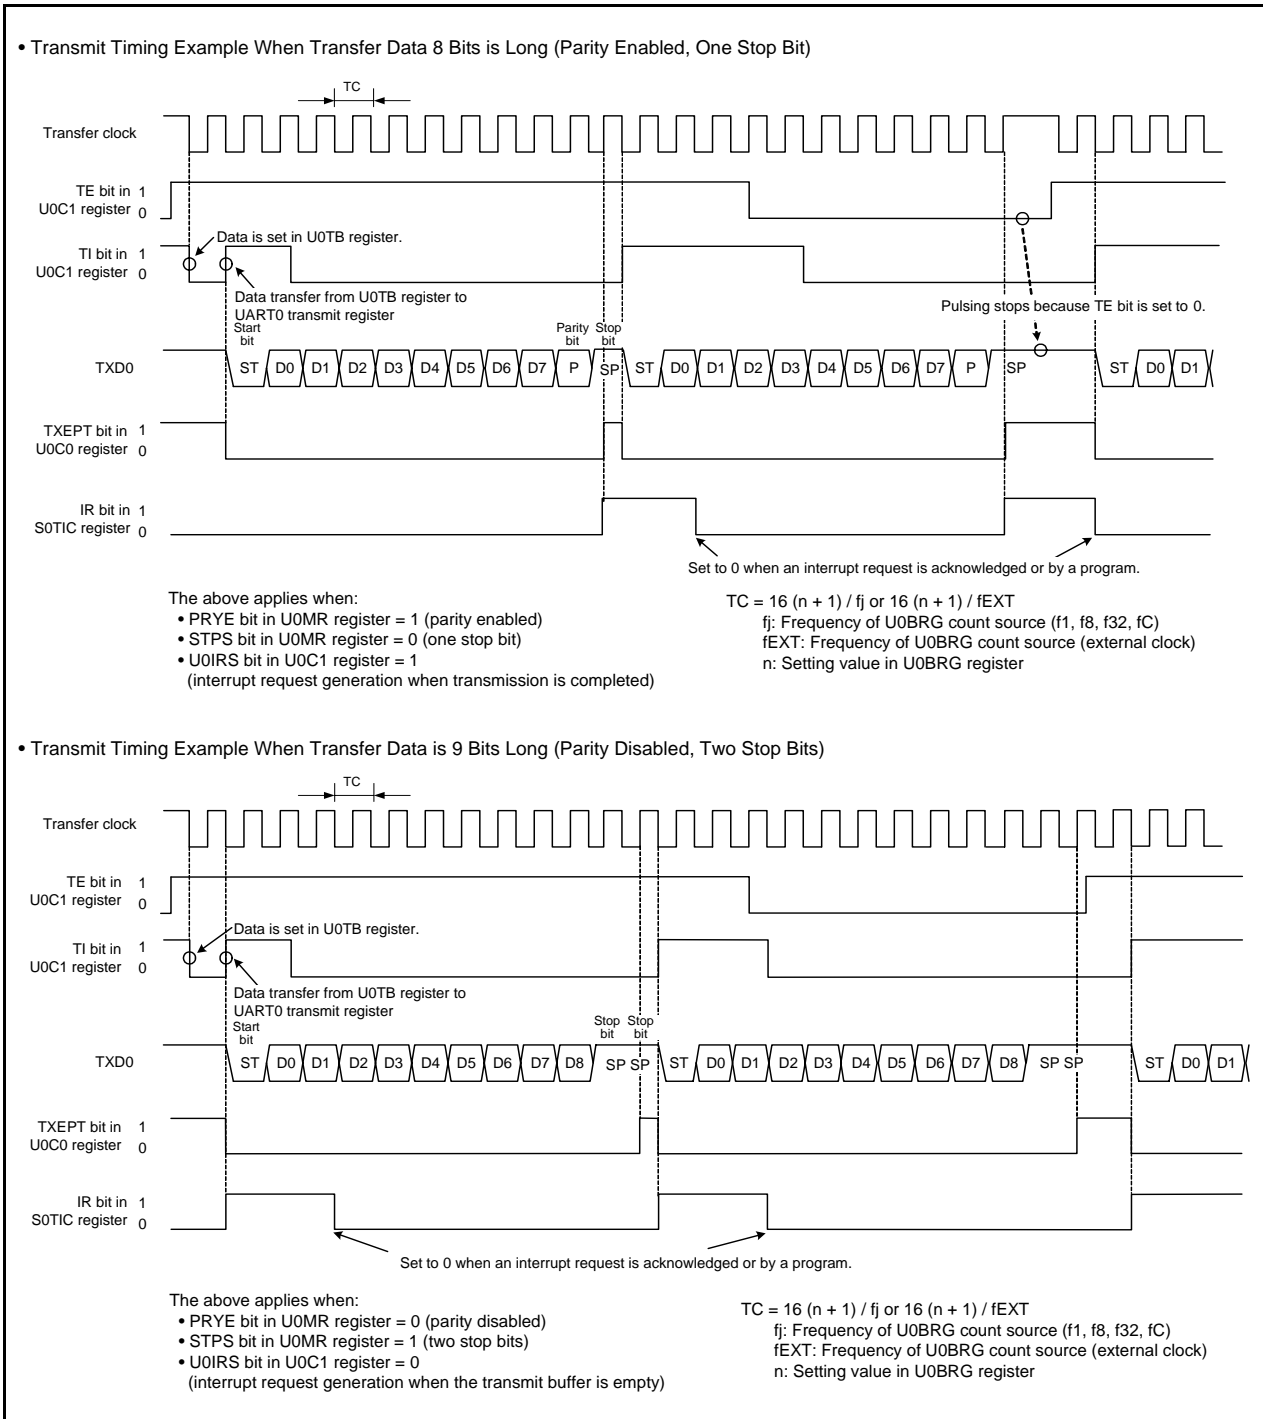 • Transmit Timing Example When Transfer Data 8 Bits is Long (Parity Enabled, One Stop Bit)
TC
Transfer clock
TE bit in 1
U0C1 register 0
Data is set in U0TB register.
TI bit in 1
U0C1 register 0
Data transfer from U0TB register to
UART0 transmit register
Pulsing stops because TE bit is set to 0.
Start
bit
Parity
bit
Stop
bit
TXD0 ST D0 D1 D2 D3 D4 D5 D6 D7 P SP ST D0 D1 D2 D3 D4 D5 D6 D7 P SP ST D0 D1
TXEPT bit in 1
U0C0 register 0
IR bit in 1
S0TIC register 0
Set to 0 when an interrupt request is acknowledged or by a program.
The above applies when:
• PRYE bit in U0MR register = 1 (parity enabled)
• STPS bit in U0MR register = 0 (one stop bit)
• U0IRS bit in U0C1 register = 1
(interrupt request generation when transmission is completed)
TC = 16 (n + 1) / fj or 16 (n + 1) / fEXT
fj: Frequency of U0BRG count source (f1, f8, f32, fC)
fEXT: Frequency of U0BRG count source (external clock)
n: Setting value in U0BRG register
• Transmit Timing Example When Transfer Data is 9 Bits Long (Parity Disabled, Two Stop Bits)
TC
Transfer clock
TE bit in 1
U0C1 register 0
Data is set in U0TB register.
TI bit in 1
U0C1 register 0
Data transfer from U0TB register to
UART0 transmit register
Start
bit
Stop
bit
Stop
bit
TXD0 ST D0 D1 D2 D3 D4 D5 D6 D7 D8 SP SP ST D0 D1 D2 D3 D4 D5 D6 D7 D8 SP SP ST D0 D1
TXEPT bit in 1
U0C0 register 0
IR bit in 1
S0TIC register 0
Set to 0 when an interrupt request is acknowledged or by a program.
The above applies when:
• PRYE bit in U0MR register = 0 (parity disabled)
• STPS bit in U0MR register = 1 (two stop bits)
• U0IRS bit in U0C1 register = 0
(interrupt request generation when the transmit buffer is empty)
TC = 16 (n + 1) / fj or 16 (n + 1) / fEXT
fj: Frequency of U0BRG count source (f1, f8, f32, fC)
fEXT: Frequency of U0BRG count source (external clock)
n: Setting value in U0BRG register